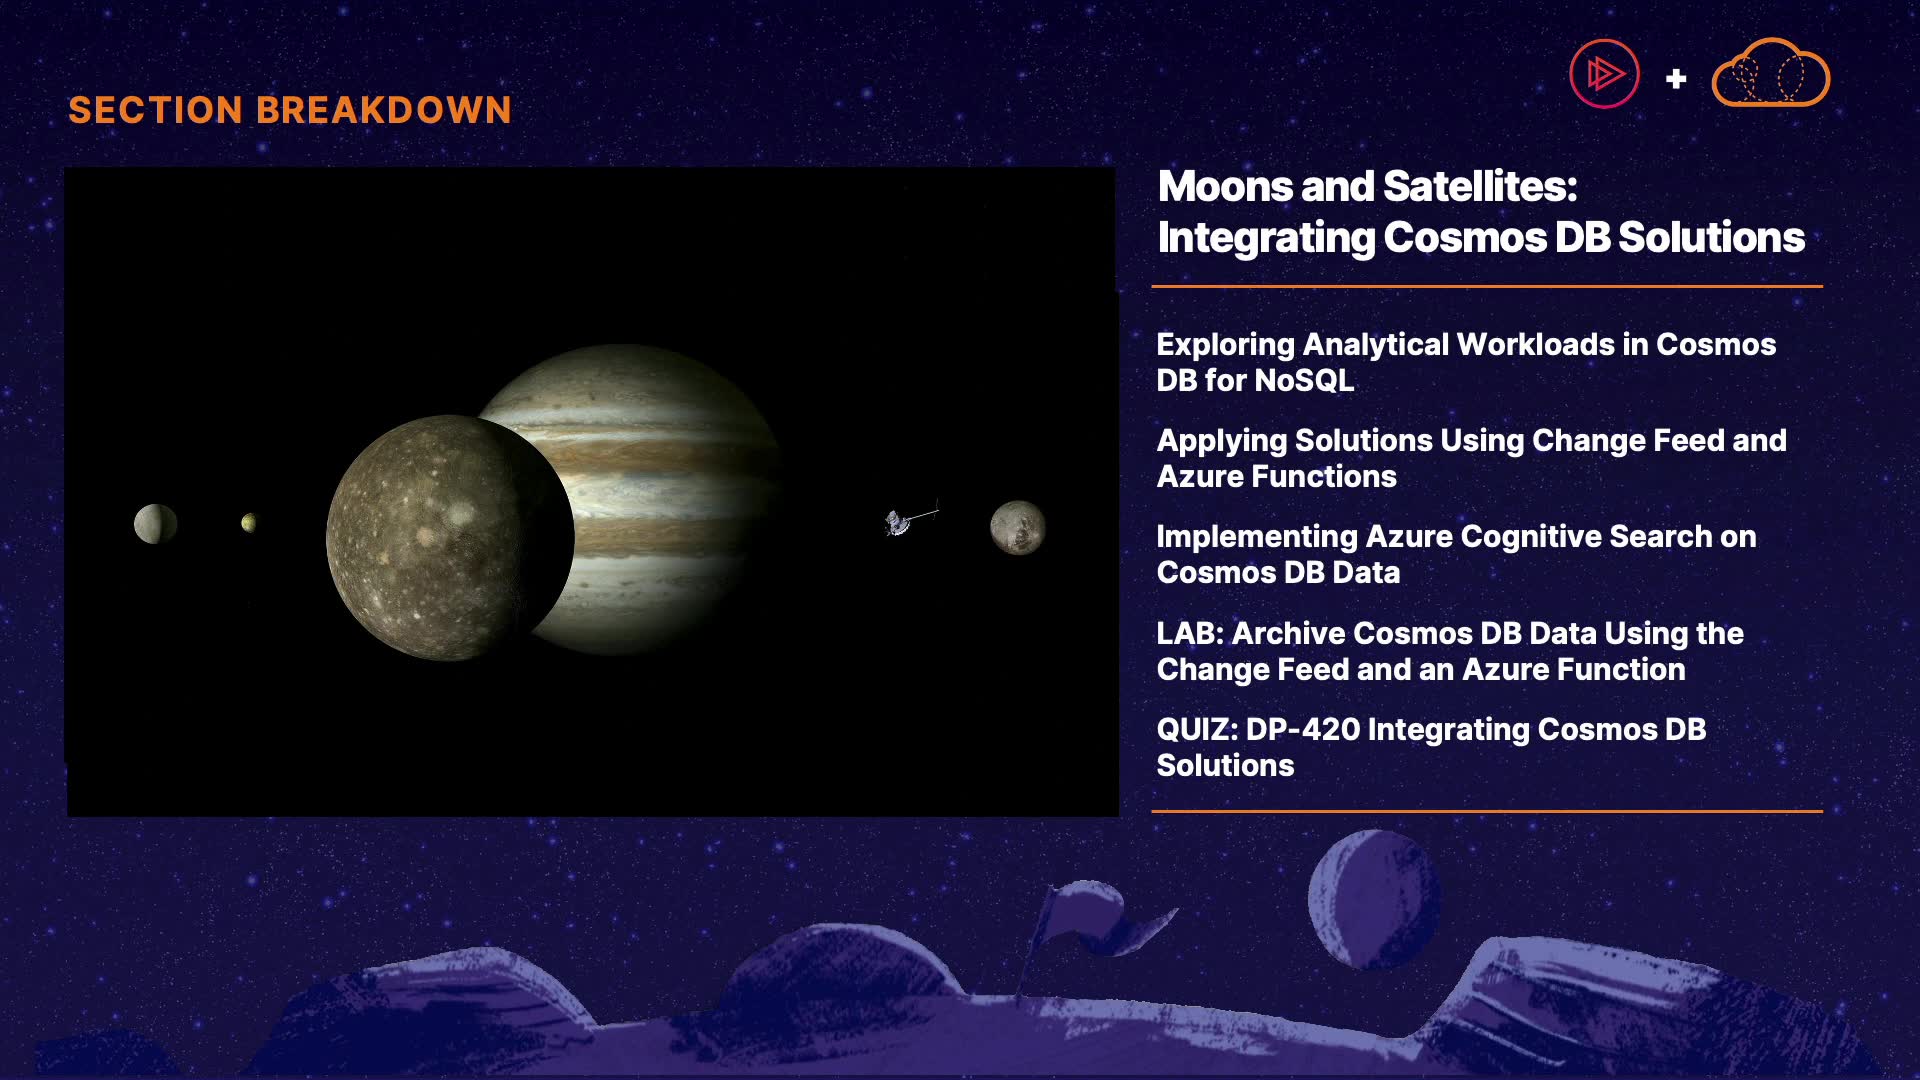 SECTION BREAKDOWN
+
Moons and Satellites:
Integrating Cosmos DB Solutions
Exploring Analytical Workloads in Cosmos
DB for NoSQL
Applying Solutions Using Change Feed and
Azure Functions
Implementing Azure Cognitive Search on
Cosmos DB Data
LAB: Archive Cosmos DB Data Using the
Change Feed and an Azure Function
QUIZ: DP-420 Integrating Cosmos DB
Solutions